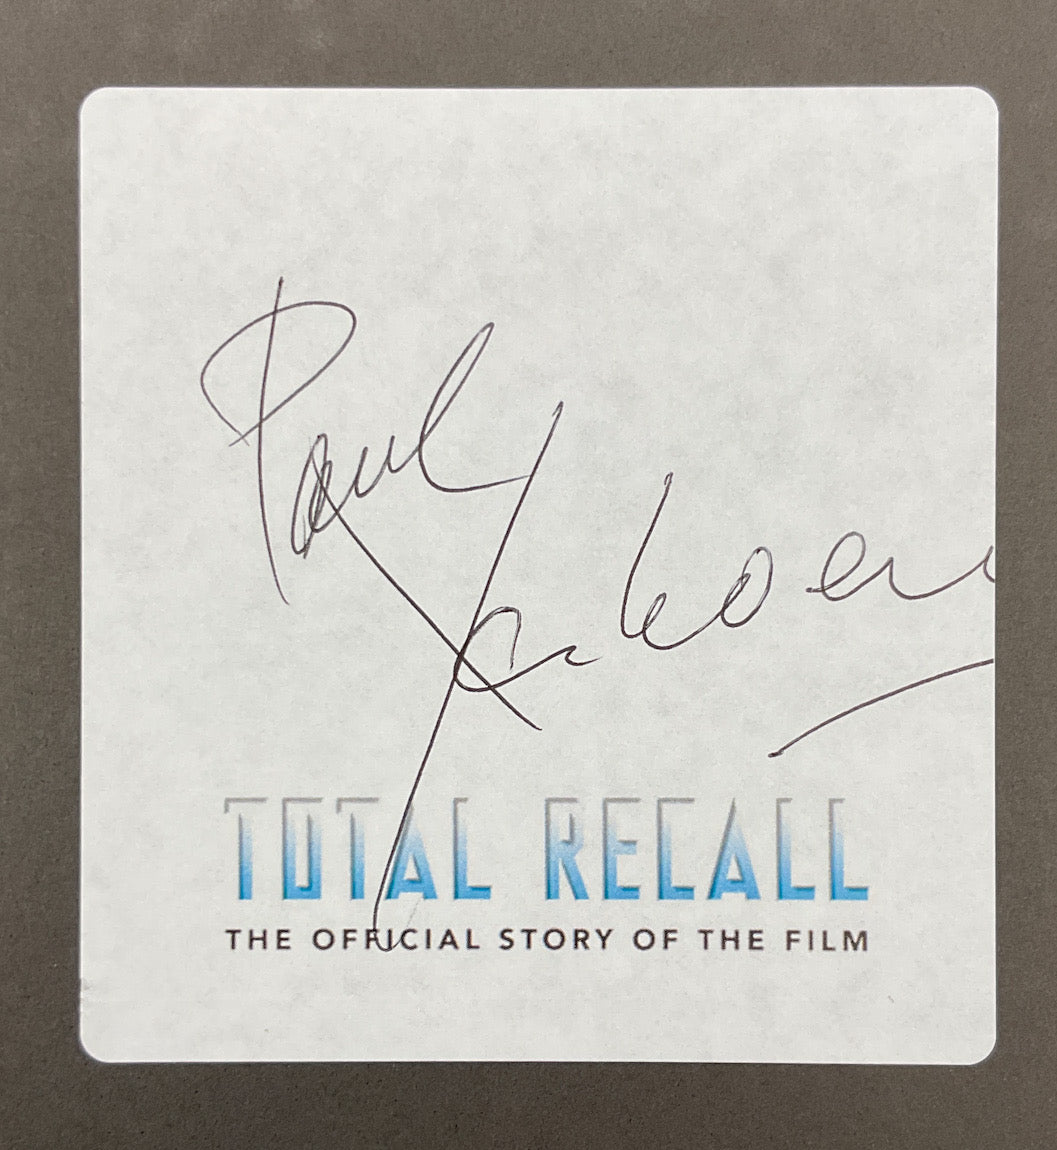 Paul
TOTAL RECALL
THE OFFICIAL STORY OF THE FILM